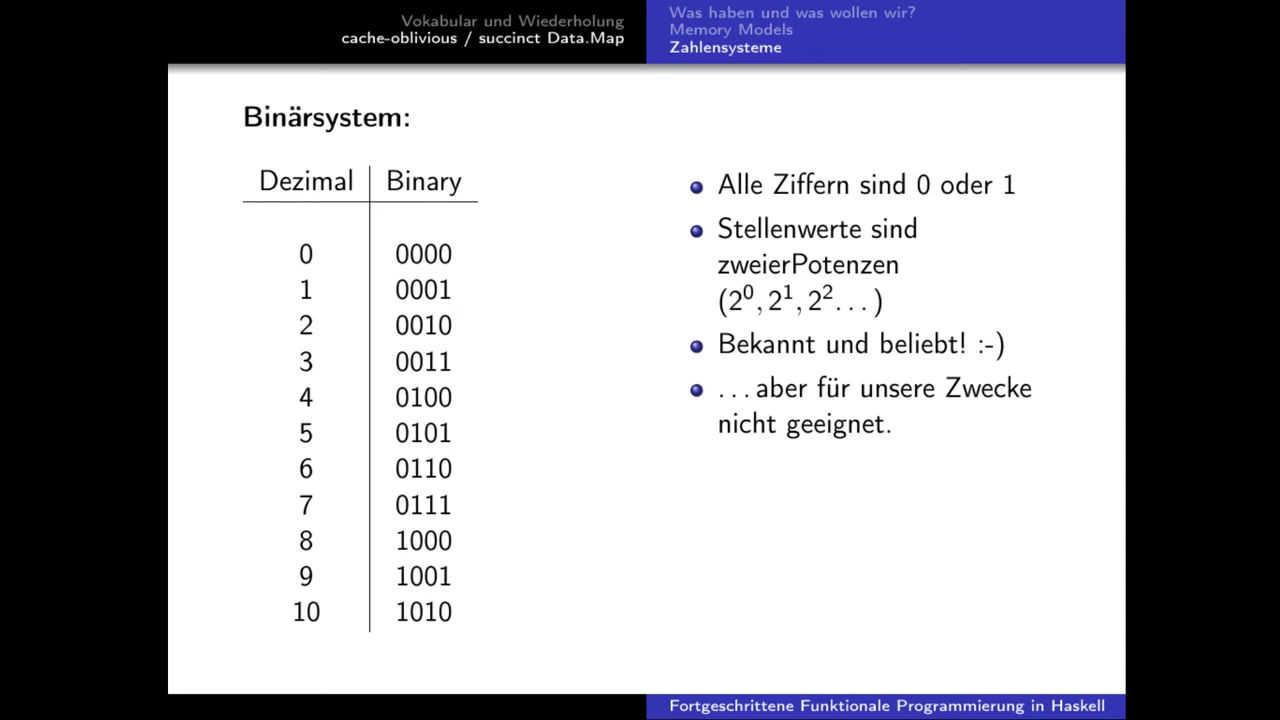 Vokabular und Wiederholung
cache-oblivious / succinct Data.Map
Was haben und was wollen wir?
Memory Models
Zahlensysteme
Binärsystem:
Dezimal Binary
0 0000
1 0001
2 0010
3 0011
4 0100
5 0101
6 0110
7 0111
8 1000
9 1001
10 1010
Alle Ziffern sind 0 oder 1
Stellenwerte sind
zweierPotenzen
(2⁰, 2¹, 2² . . . )
Bekannt und beliebt! :-)
. . . aber für unsere Zwecke
nicht geeignet.
Fortgeschrittene Funktionale Programmierung in Haskell